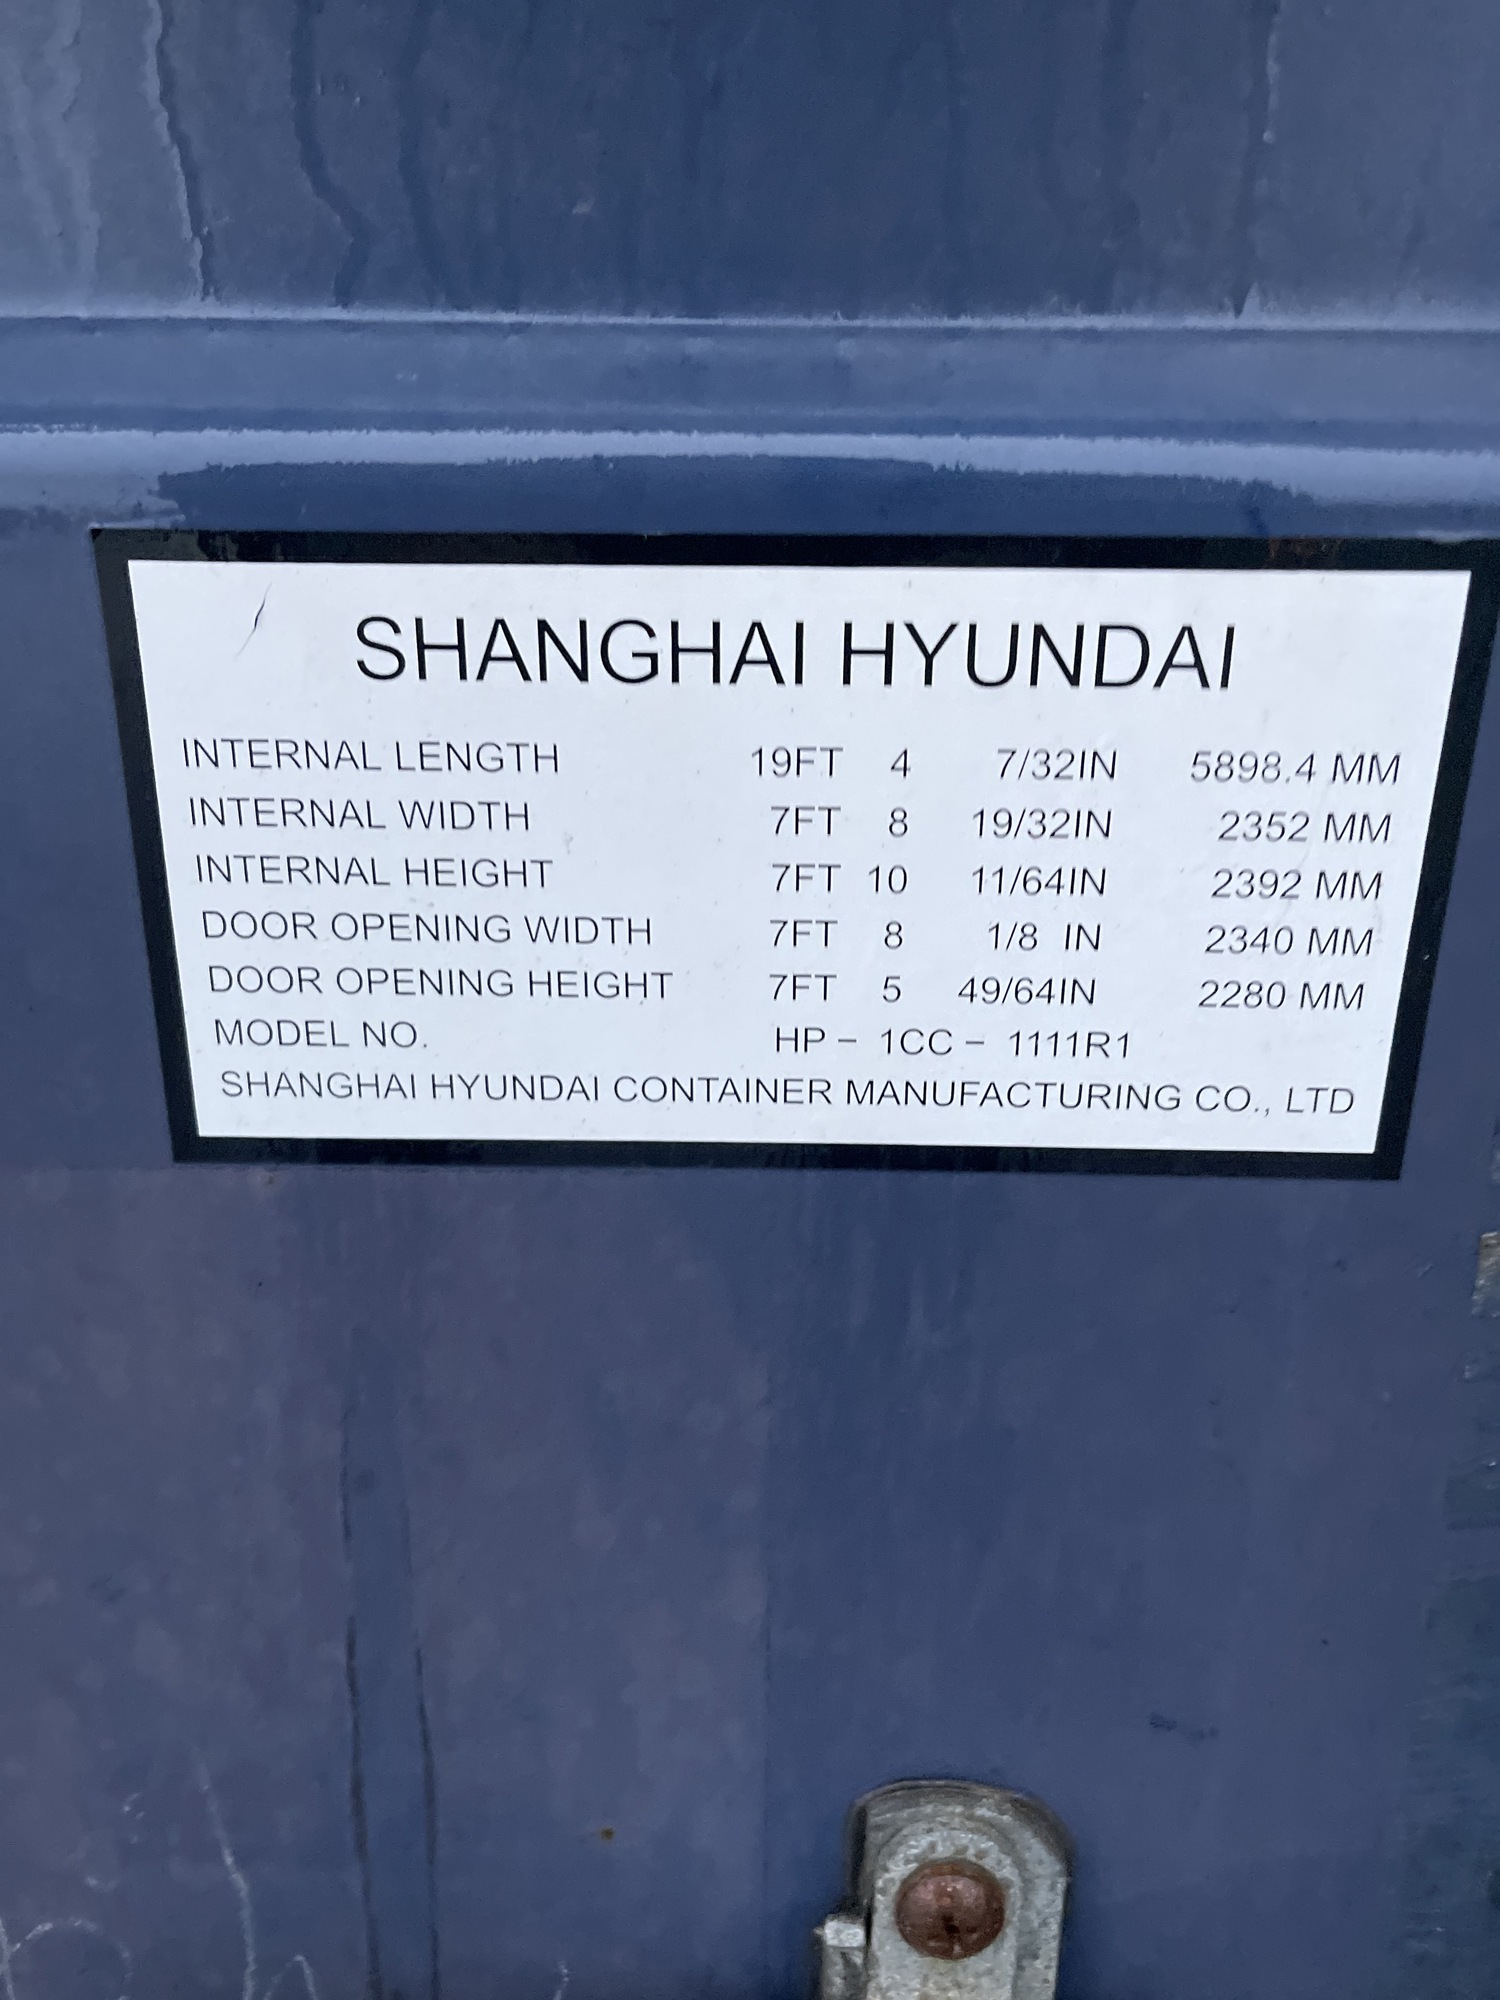 SHANGHAI HYUNDAI
INTERNAL LENGTH 19FT 4 7/32IN 5898.4 MM
INTERNAL WIDTH 7FT 8 19/32IN 2352 MM
INTERNAL HEIGHT 7FT 10 11/64IN 2392 MM
DOOR OPENING WIDTH 7FT 8 1/8 IN 2340 MM
DOOR OPENING HEIGHT 7FT 5 49/64IN 2280 MM
MODEL NO. HP - 1CC - 1111R1
SHANGHAI HYUNDAI CONTAINER MANUFACTURING CO., LTD